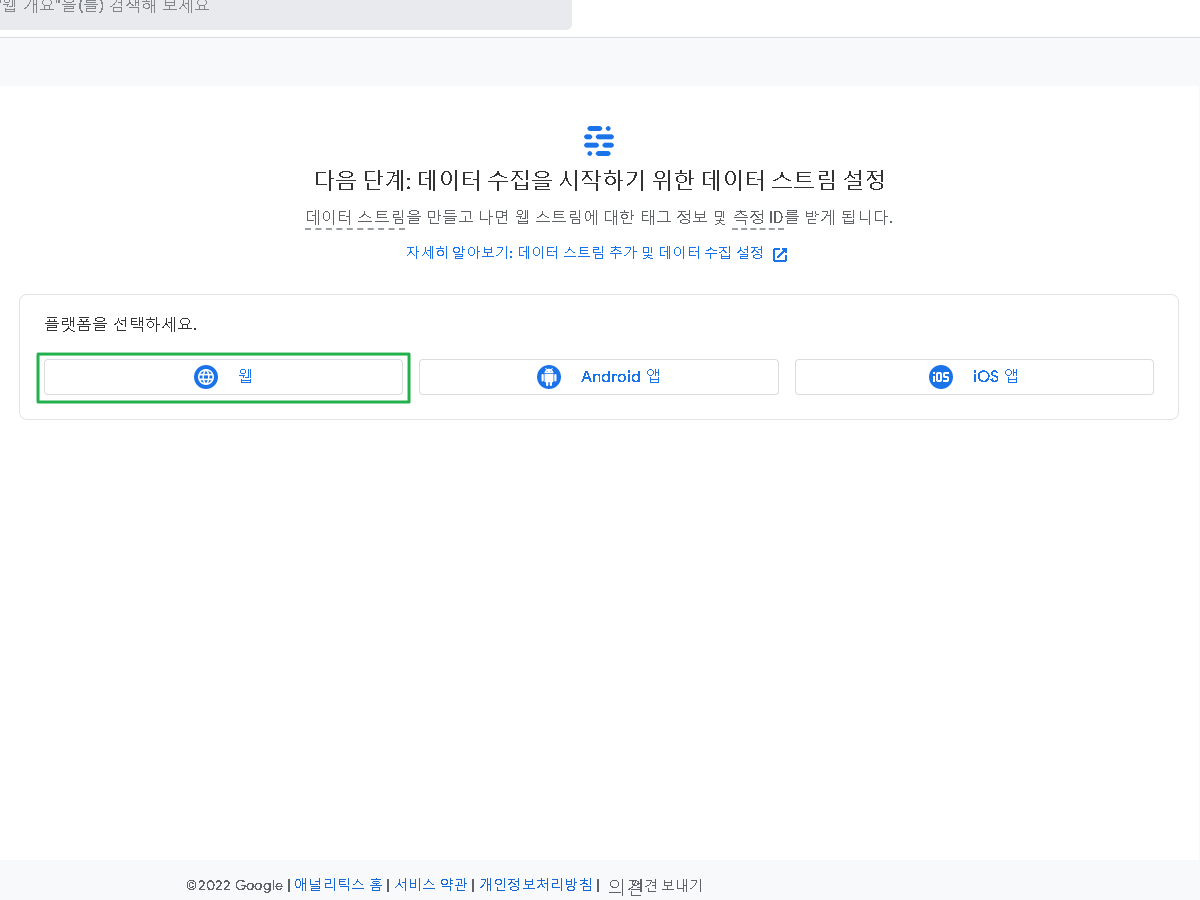 "웹 개요"을(를) 검색해 보세요
다음 단계: 데이터 수집을 시작하기 위한 데이터 스트림 설정
데이터 스트림을 만들고 나면 웹 스트림에 대한 태그 정보 및 측정 ID를 받게 됩니다.
자세히 알아보기: 데이터 스트림 추가 및 데이터 수집 설정
플랫폼을 선택하세요.
웹
Android 앱
iOS iOS 앱
©2022 Google | 애널리틱스 홈 | 서비스 약관 | 개인정보처리방침 | 의견 의견 보내기